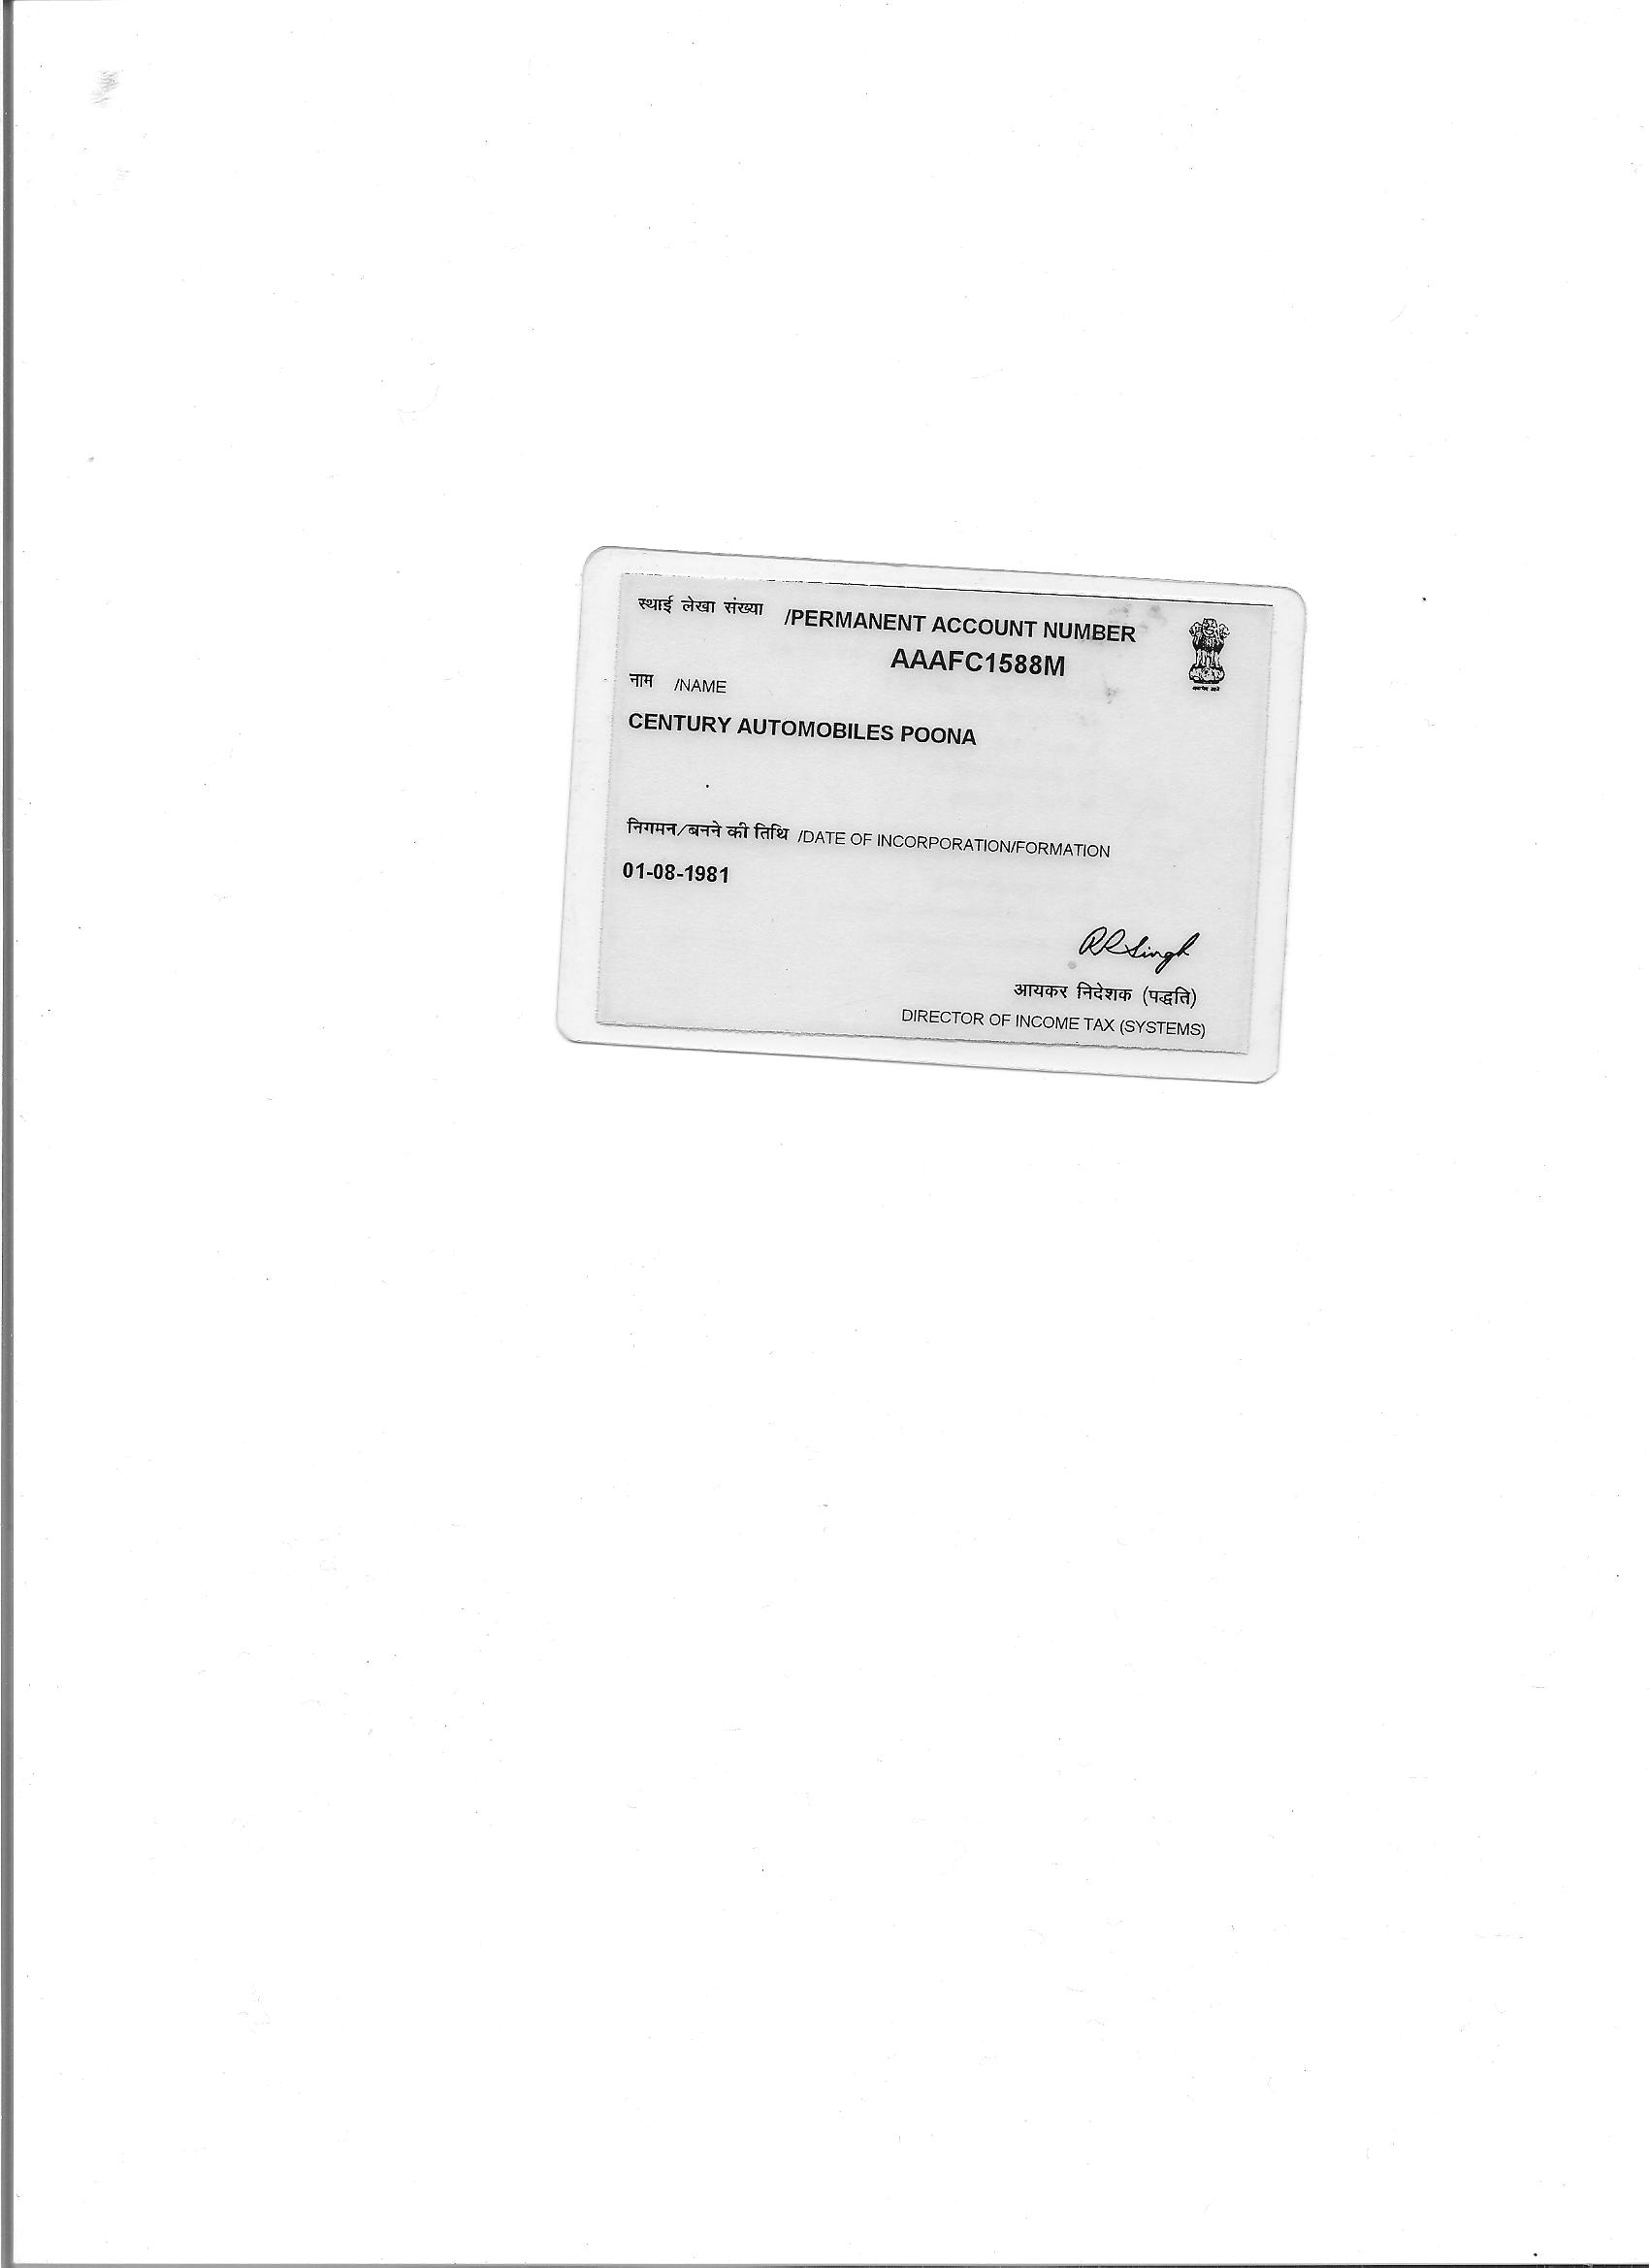 स्थाई लेखा संख्या /PERMANENT ACCOUNT NUMBER
AAAFC1588M
नाम /NAME
CENTURY AUTOMOBILES POONA
निगमन/बनने की तिथि /DATE OF INCORPORATION/FORMATION
01-08-1981
RRSingh
आयकर निदेशक (पद्धति)
DIRECTOR OF INCOME TAX (SYSTEMS)